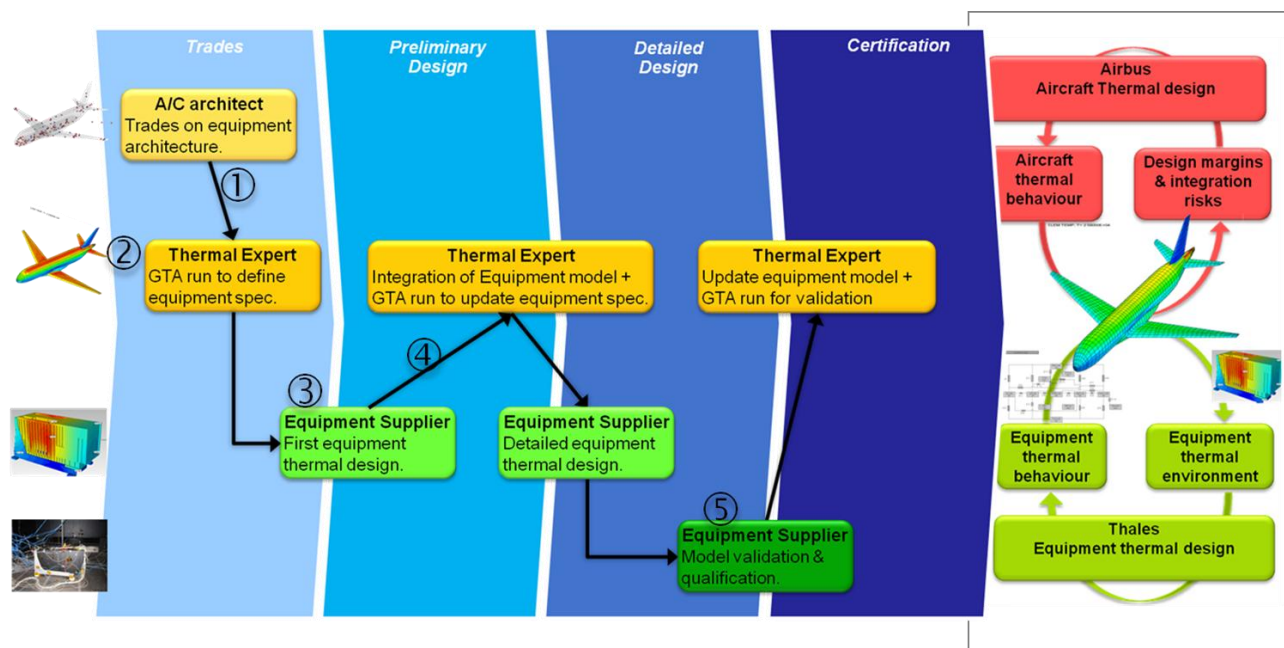 Trades
Preliminary
Design
Detailed
Design
Certification
A/C architect
Trades on equipment
architecture.
①
②
Thermal Expert
GTA run to define
equipment spec.
Thermal Expert
Integration of Equipment model +
GTA run to update equipment spec.
Thermal Expert
Update equipment model +
GTA run for validation
③
④
Equipment Supplier
First equipment
thermal design.
Equipment Supplier
Detailed equipment
thermal design.
⑤
Equipment Supplier
Model validation &
qualification.
Airbus
Aircraft Thermal design
Aircraft
thermal
behaviour
Design margins
& integration
risks
Equipment
thermal
behaviour
Equipment
thermal
environment
Thales
Equipment thermal design